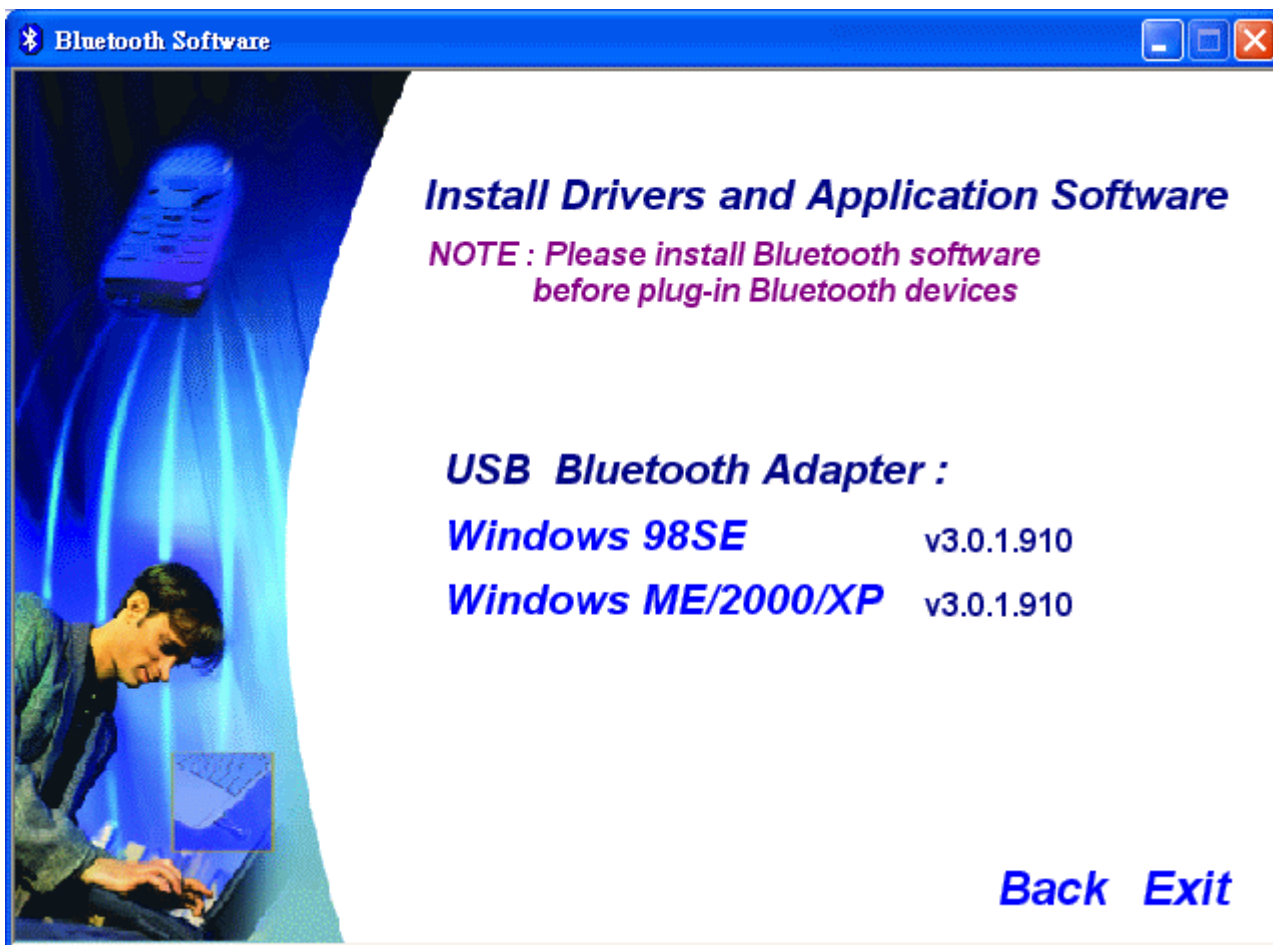 Bluetooth Software
Install Drivers and Application Software
NOTE : Please install Bluetooth software
before plug-in Bluetooth devices
USB Bluetooth Adapter :
Windows 98SE v3.0.1.910
Windows ME/2000/XP v3.0.1.910
Back Exit